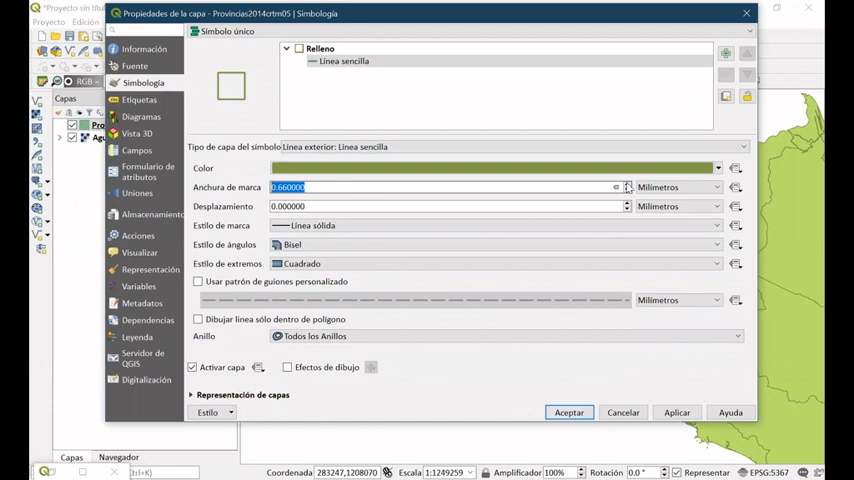 *Proyecto sin tít
Propiedades de la capa - Provincias2014crtm05 | Simbología
Proyecto Edición
Símbolo único
Información
Fuente
Simbología
Etiquetas
Diagramas
Vista 3D
Campos
Formulario de
atributos
Uniones
Almacenamiento
Acciones
Visualizar
Representación
Variables
Metadatos
Dependencias
Leyenda
Servidor de
QGIS
Digitalización
RGB
Capas
Pro
Agu
Relleno
Línea sencilla
Tipo de capa del símbolo Línea exterior: Línea sencilla
Color
Anchura de marca 0.660000 Milímetros
Desplazamiento 0.000000 Milímetros
Estilo de marca Línea sólida
Estilo de ángulos Bisel
Estilo de extremos Cuadrado
Usar patrón de guiones personalizado
Milímetros
Dibujar línea sólo dentro de polígono
Anillo Todos los Anillos
Activar capa Efectos de dibujo
Representación de capas
Estilo Aceptar Cancelar Aplicar Ayuda
Capas Navegador
(Ctrl+K) Coordenada 283247,1208070 Escala 1:1249259 Amplificador 100% Rotación 0.0 ° Representar EPSG:5367